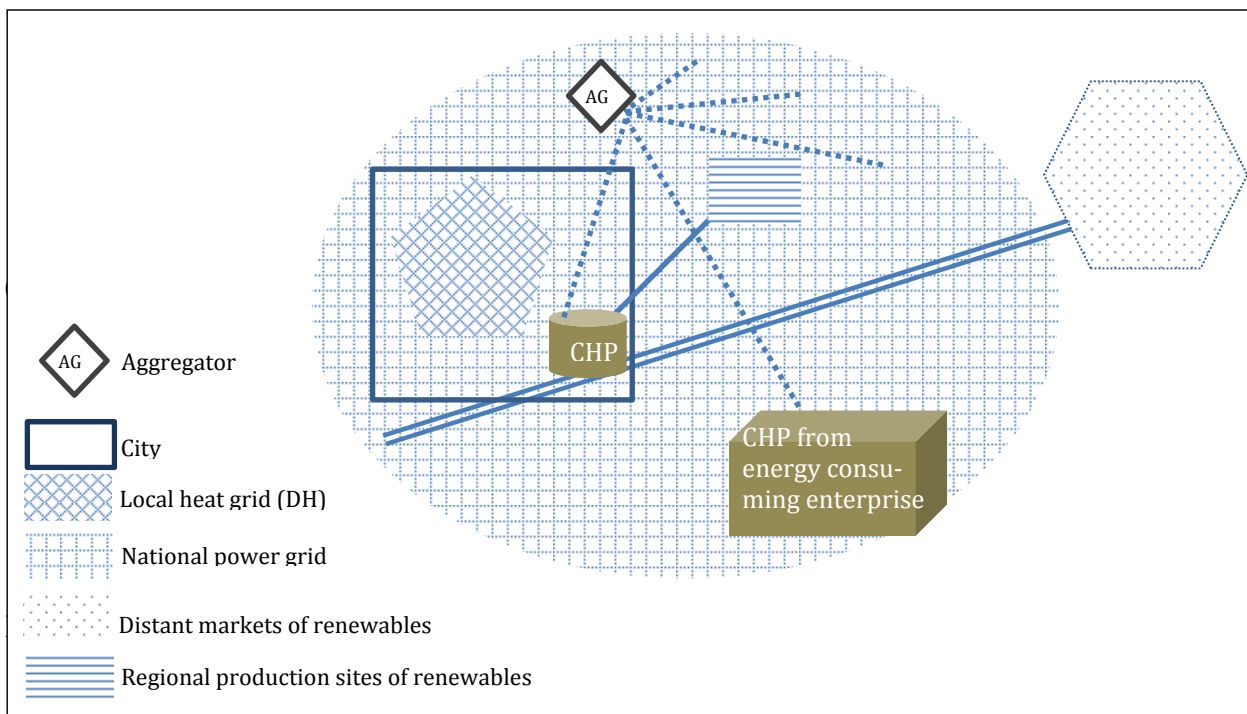 AG
CHP
CHP from
energy consu-
ming enterprise
AG
Aggregator
City
Local heat grid (DH)
National power grid
Distant markets of renewables
Regional production sites of renewables